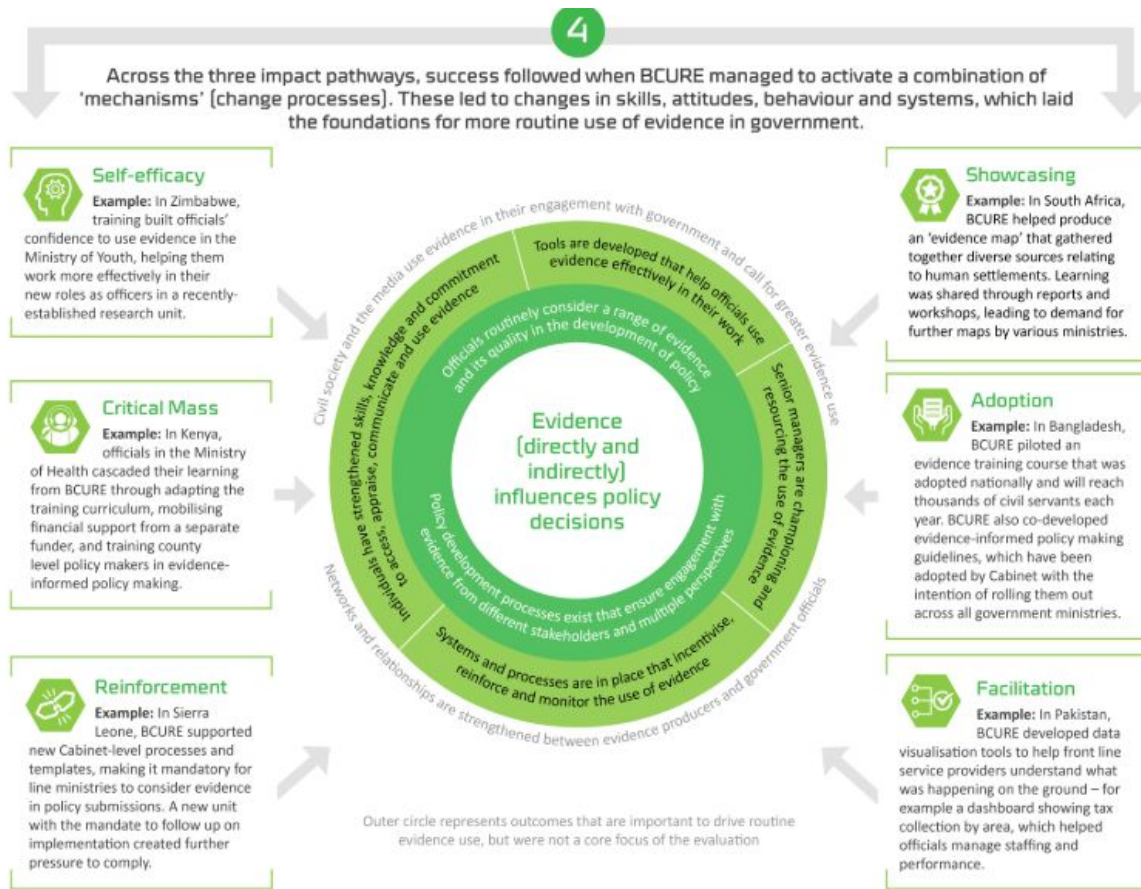 4
Across the three impact pathways, success followed when BCURE managed to activate a combination of
'mechanisms' (change processes). These led to changes in skills, attitudes, behaviour and systems, which laid
the foundations for more routine use of evidence in government.
Self-efficacy
Example: In Zimbabwe,
training built officials'
confidence to use evidence in the
Ministry of Youth, helping them
work more effectively in their
new roles as officers in a recently-
established research unit.
Critical Mass
Example: In Kenya,
officials in the Ministry
of Health cascaded their learning
from BCURE through adapting the
training curriculum, mobilising
financial support from a separate
funder, and training county
level policy makers in evidence-
informed policy making.
Reinforcement
Example: In Sierra
Leone, BCURE supported
new Cabinet-level processes and
templates, making it mandatory for
line ministries to consider evidence
in policy submissions. A new unit
with the mandate to follow up on
implementation created further
pressure to comply.
Civil society and the media use evidence in their engagement with government and call for greater evidence use
Networks and relationships are strengthened between evidence producers and government officials
Individuals have strengthened skills, knowledge and commitment
to access, appraise, communicate and use evidence
Tools are developed that help officials use
evidence effectively in their work
Senior managers are championing and
resourcing the use of evidence
Systems and processes are in place that incentivise,
reinforce and monitor the use of evidence
Officials routinely consider a range of evidence
and its quality in the development of policy
Policy development processes exist that ensure engagement with
evidence from different stakeholders and multiple perspectives
Evidence
(directly and
indirectly)
influences policy
decisions
Outer circle represents outcomes that are important to drive routine
evidence use, but were not a core focus of the evaluation
Showcasing
Example: In South Africa,
BCURE helped produce
an 'evidence map' that gathered
together diverse sources relating
to human settlements. Learning
was shared through reports and
workshops, leading to demand for
further maps by various ministries.
Adoption
Example: In Bangladesh,
BCURE piloted an
evidence training course that was
adopted nationally and will reach
thousands of civil servants each
year. BCURE also co-developed
evidence-informed policy making
guidelines, which have been
adopted by Cabinet with the
intention of rolling them out
across all government ministries.
Facilitation
Example: In Pakistan,
BCURE developed data
visualisation tools to help front line
service providers understand what
was happening on the ground – for
example a dashboard showing tax
collection by area, which helped
officials manage staffing and
performance.